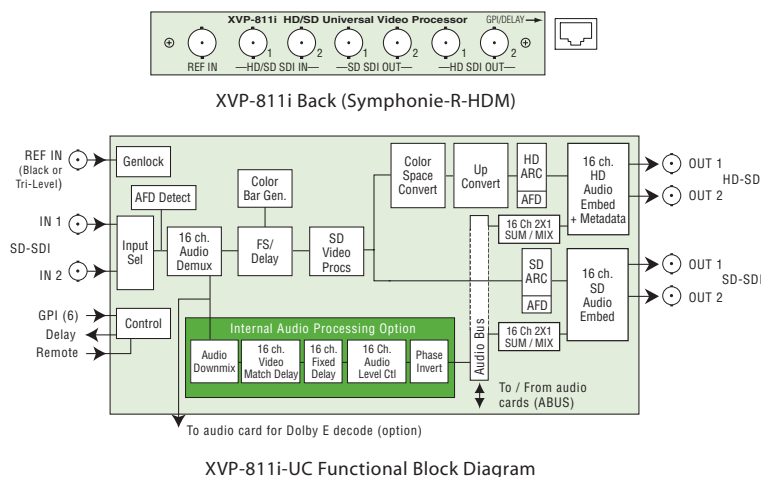 XVP-811i HD/SD Universal Video Processor
GPI/DELAY
1 2 1 2 1 2
REF IN —HD/SD SDI IN— —SD SDI OUT— —HD SDI OUT—
XVP-811i Back (Symphonie-R-HDM)
REF IN
(Black or
Tri-Level)
Genlock
AFD Detect
Color
Bar Gen.
IN 1
SD-SDI
IN 2
Input
Sel
16 ch.
Audio
Demux
FS/
Delay
SD
Video
Procs
Color
Space
Convert
Up
Convert
HD
ARC
AFD
16 ch.
HD
Audio
Embed
+ Metadata
OUT 1
HD-SD
OUT 2
16 Ch 2X1
SUM / MIX
SD
ARC
AFD
16 ch.
SD
Audio
Embed
OUT 1
SD-SD
OUT 2
16 Ch 2X1
SUM / MIX
GPI (6)
Delay
Remote
Control
Internal Audio Processing Option
Audio
Downmix
16 ch.
Video
Match Delay
16 ch.
Fixed
Delay
16 Ch.
Audio
Level Ctl
Phase
Invert
Audio Bus
To / From audio
cards (ABUS)
To audio card for Dolby E decode (option)
XVP-811i-UC Functional Block Diagram